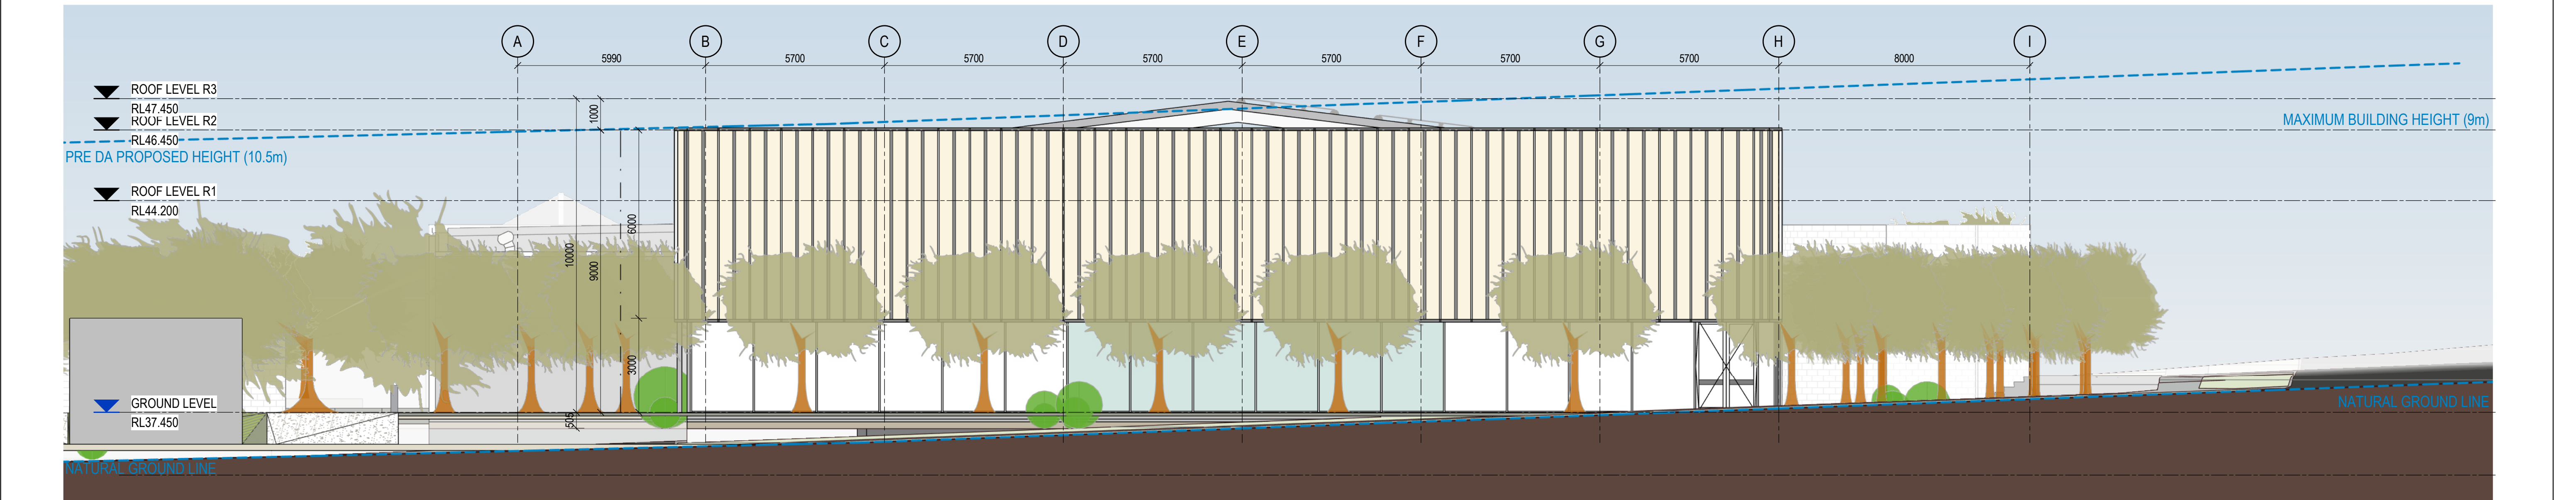 A B C D E F G H I
5990 5700 5700 5700 5700 5700 5700 8000
ROOF LEVEL R3
RL47.450
1000
ROOF LEVEL R2
RL46.450
MAXIMUM BUILDING HEIGHT (9m)
PRE DA PROPOSED HEIGHT (10.5m)
ROOF LEVEL R1
RL44.200
6000
10000
9000
3000
GROUND LEVEL
RL37.450
505
NATURAL GROUND LINE
NATURAL GROUND LINE